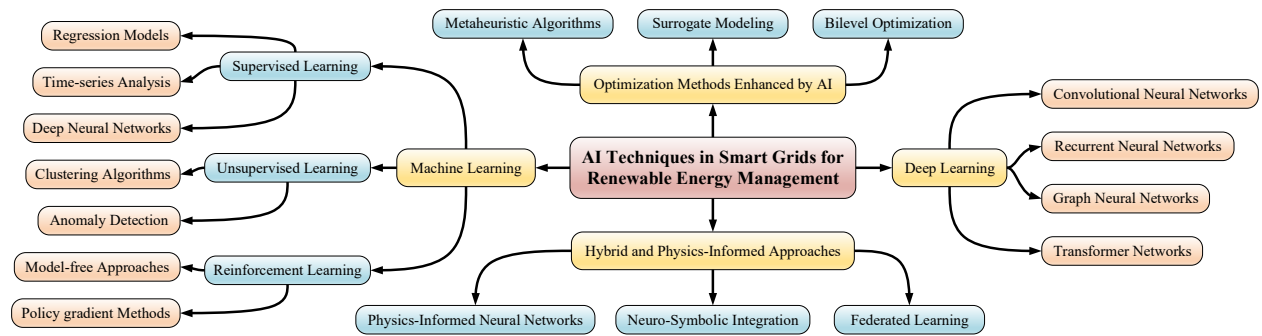 Metaheuristic Algorithms
Surrogate Modeling
Bilevel Optimization
Optimization Methods Enhanced by AI
AI Techniques in Smart Grids for
Renewable Energy Management
Machine Learning
Supervised Learning
Regression Models
Time-series Analysis
Deep Neural Networks
Unsupervised Learning
Clustering Algorithms
Anomaly Detection
Reinforcement Learning
Model-free Approaches
Policy gradient Methods
Deep Learning
Convolutional Neural Networks
Recurrent Neural Networks
Graph Neural Networks
Transformer Networks
Hybrid and Physics-Informed Approaches
Physics-Informed Neural Networks
Neuro-Symbolic Integration
Federated Learning